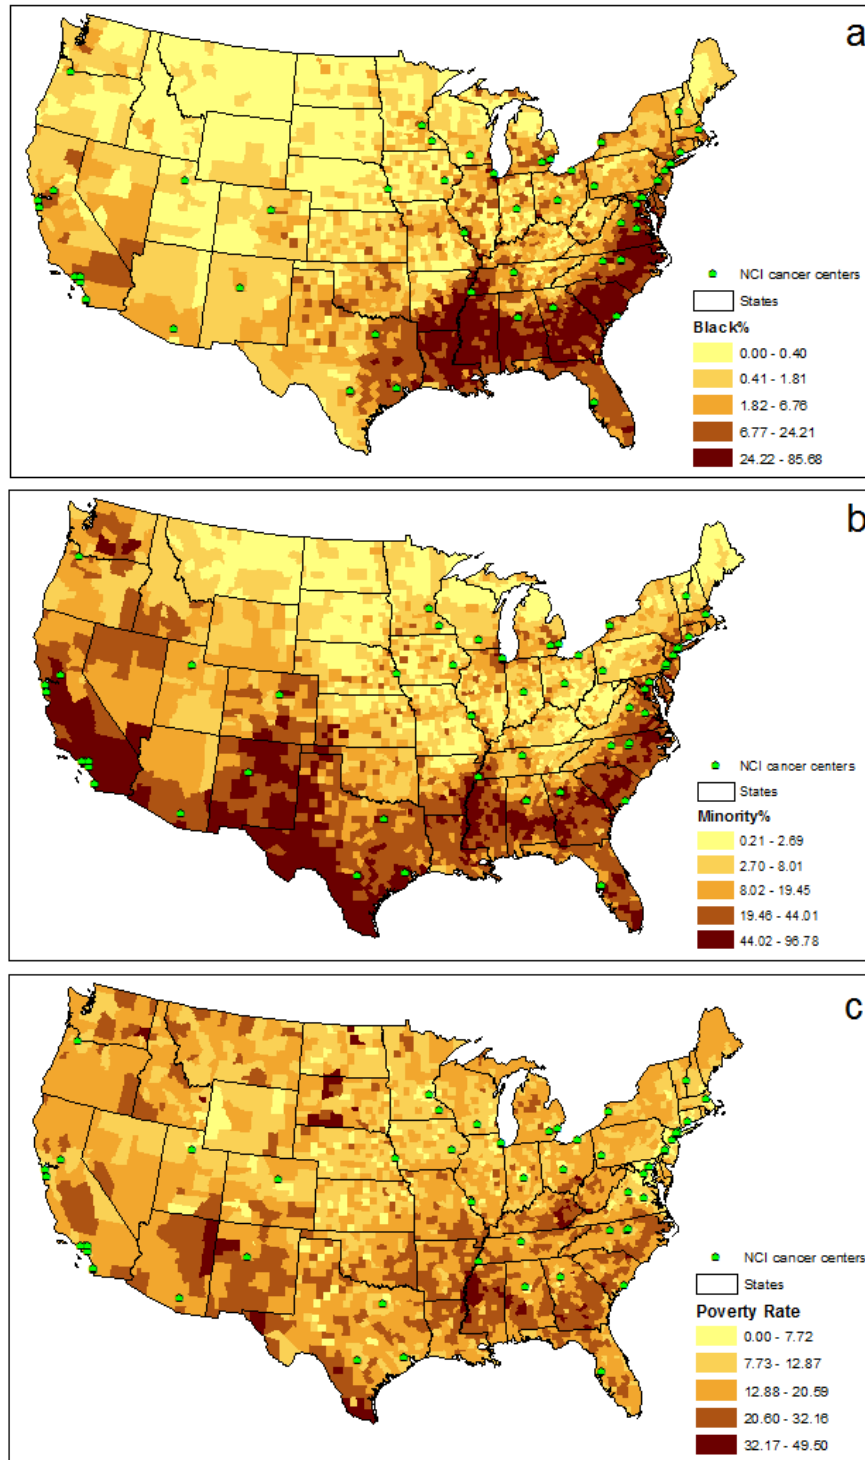 a
NCI cancer centers
States
Black%
0.00 - 0.40
0.41 - 1.81
1.82 - 6.76
6.77 - 24.21
24.22 - 85.68
b
NCI cancer centers
States
Minority%
0.21 - 2.69
2.70 - 8.01
8.02 - 19.45
19.46 - 44.01
44.02 - 96.78
c
NCI cancer centers
States
Poverty Rate
0.00 - 7.72
7.73 - 12.87
12.88 - 20.59
20.60 - 32.16
32.17 - 49.50